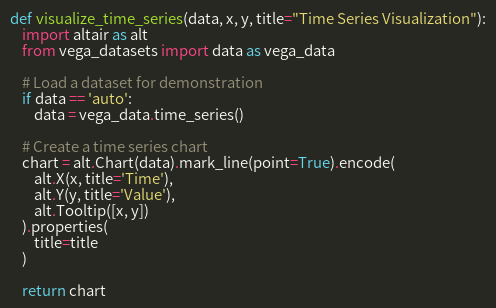 def visualize_time_series(data, x, y, title="Time Series Visualization"):
    import altair as alt
    from vega_datasets import data as vega_data

    # Load a dataset for demonstration
    if data == 'auto':
        data = vega_data.time_series()

    # Create a time series chart
    chart = alt.Chart(data).mark_line(point=True).encode(
        alt.X(x, title='Time'),
        alt.Y(y, title='Value'),
        alt.Tooltip([x, y])
    ).properties(
        title=title
    )

    return chart